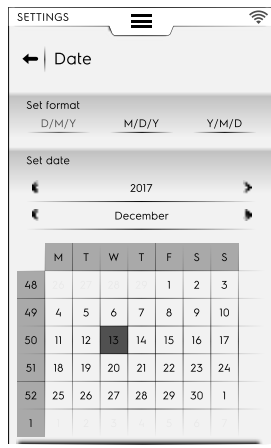 SETTINGS
Date
Set format
D/M/Y M/D/Y Y/M/D
Set date
2017
December
M T W T F S S
48 1 2 3
49 4 5 6 7 8 9 10
50 11 12 13 14 15 16 17
51 18 19 20 21 22 23 24
52 25 26 27 28 29 30 1
1